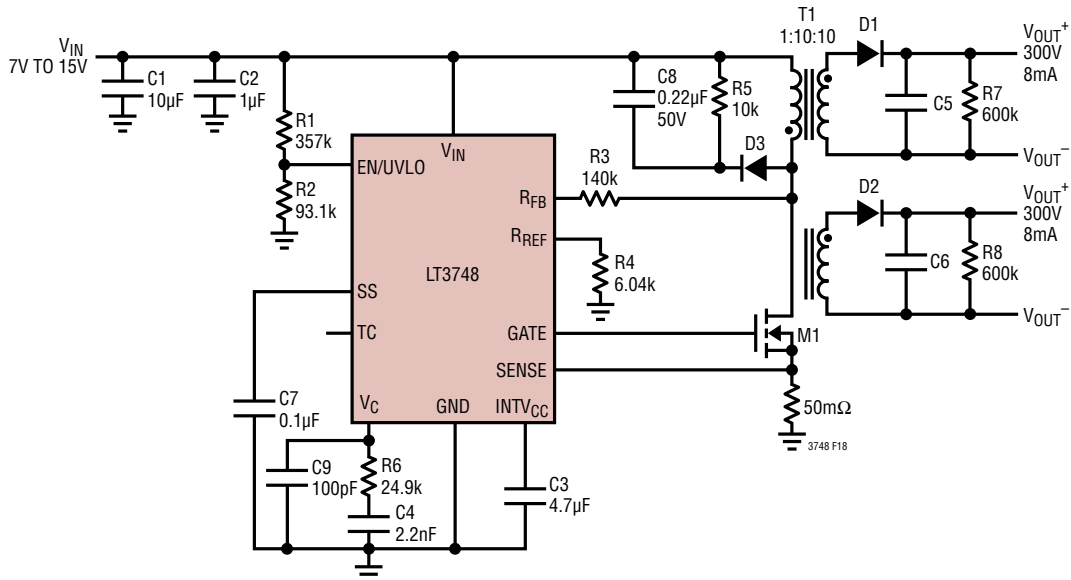 T1
1:10:10
D1
VOUT+
300V
8mA
VIN
7V TO 15V
C1
10µF
C2
1µF
R1
357k
R2
93.1k
C8
0.22µF
50V
R5
10k
D3
C5
R7
600k
VOUT–
R3
140k
D2
VOUT+
300V
8mA
C6
R8
600k
VOUT–
VIN
EN/UVLO
RFB
RREF
R4
6.04k
LT3748
SS
TC
GATE
M1
SENSE
VC
GND
INTVCC
50mΩ
3748 F18
C7
0.1µF
C9
100pF
R6
24.9k
C4
2.2nF
C3
4.7µF